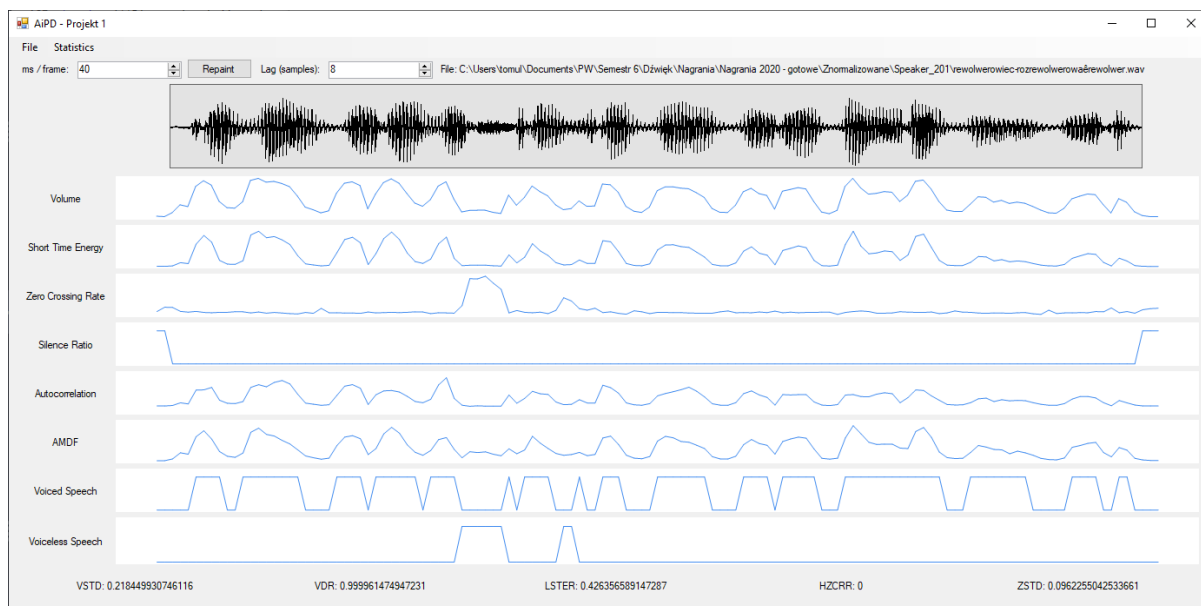 AiPD - Projekt 1
File Statistics
ms / frame: 40 Repaint Lag (samples): 8 File: C:\Users\tomul\Documents\PW\Semestr 6\Dźwięk\Nagrania\Nagrania 2020 - gotowe\Znormalizowane\Speaker_201\rewolwerowiec-rozrewolwerowaêrewolwer.wav
Volume
Short Time Energy
Zero Crossing Rate
Silence Ratio
Autocorrelation
AMDF
Voiced Speech
Voiceless Speech
VSTD: 0.218449930746116 VDR: 0.999961474947231 LSTER: 0.426356589147287 HZCRR: 0 ZSTD: 0.0962255042533661